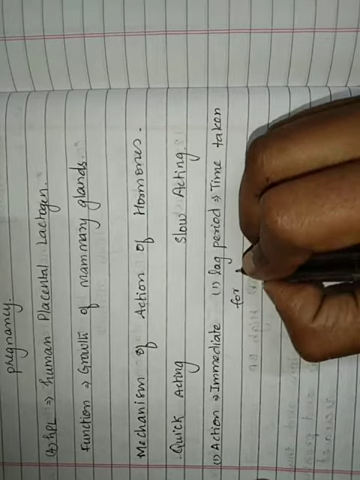 pregnancy.
(4) hPL ⇒ human Placental Lactogen.
Function ⇒ Growth of mammary glands
Mechanism of Action of Hormones.
Quick Acting Slow Acting.
(1) Action ⇒ Immediate (1) lag period ⇒ Time taken
for